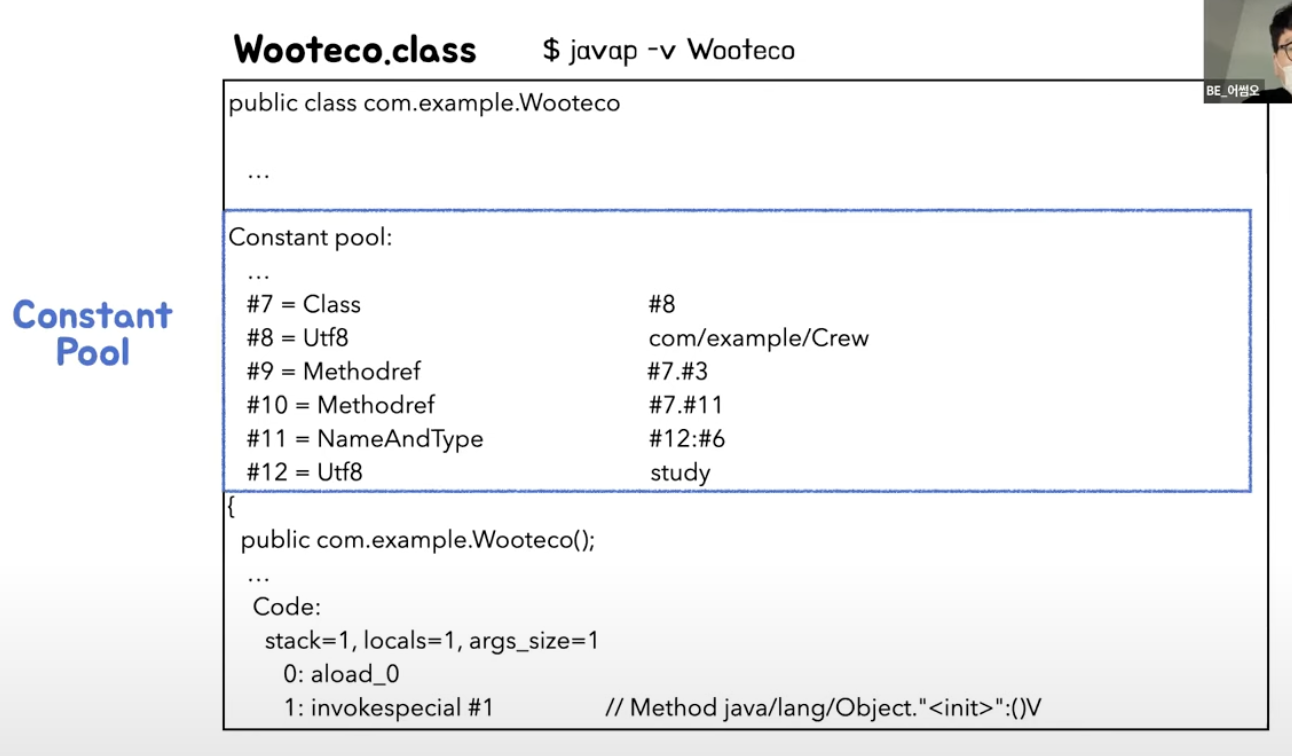 Wooteco.class $ javap -v Wooteco
BE_어썸오
public class com.example.Wooteco
...
Constant Pool
Constant pool:
...
#7 = Class #8
#8 = Utf8 com/example/Crew
#9 = Methodref #7.#3
#10 = Methodref #7.#11
#11 = NameAndType #12:#6
#12 = Utf8 study
{
public com.example.Wooteco();
...
Code:
stack=1, locals=1, args_size=1
0: aload_0
1: invokespecial #1 // Method java/lang/Object."<init>":()V